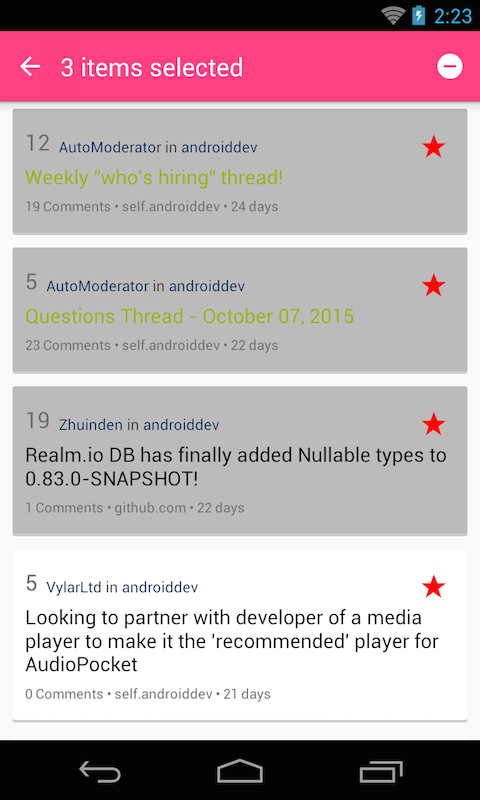 2:23
3 items selected
12 AutoModerator in androiddev
Weekly "who's hiring" thread!
19 Comments • self.androiddev • 24 days
5 AutoModerator in androiddev
Questions Thread - October 07, 2015
23 Comments • self.androiddev • 22 days
19 Zhuinden in androiddev
Realm.io DB has finally added Nullable types to
0.83.0-SNAPSHOT!
1 Comments • github.com • 22 days
5 VylarLtd in androiddev
Looking to partner with developer of a media
player to make it the 'recommended' player for
AudioPocket
0 Comments • self.androiddev • 21 days